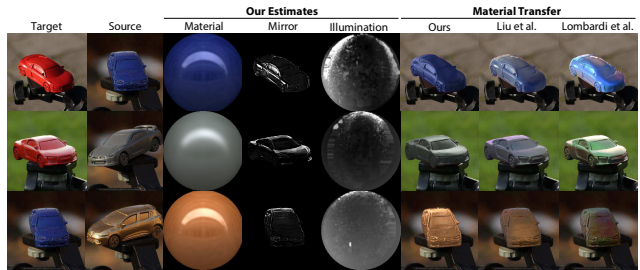 Our Estimates Material Transfer
Target Source Material Mirror Illumination Ours Liu et al. Lombardi et al.